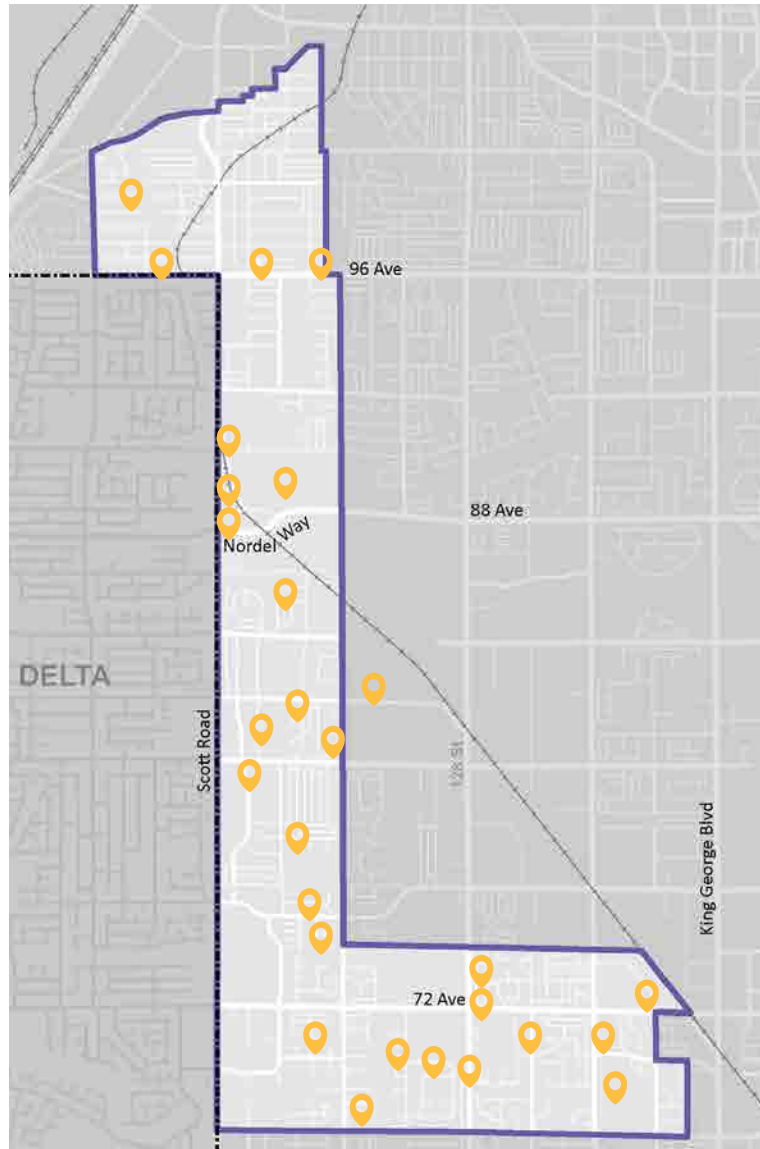 96 Ave
88 Ave
Nordel Way
DELTA
Scott Road
128 St
King George Blvd
72 Ave